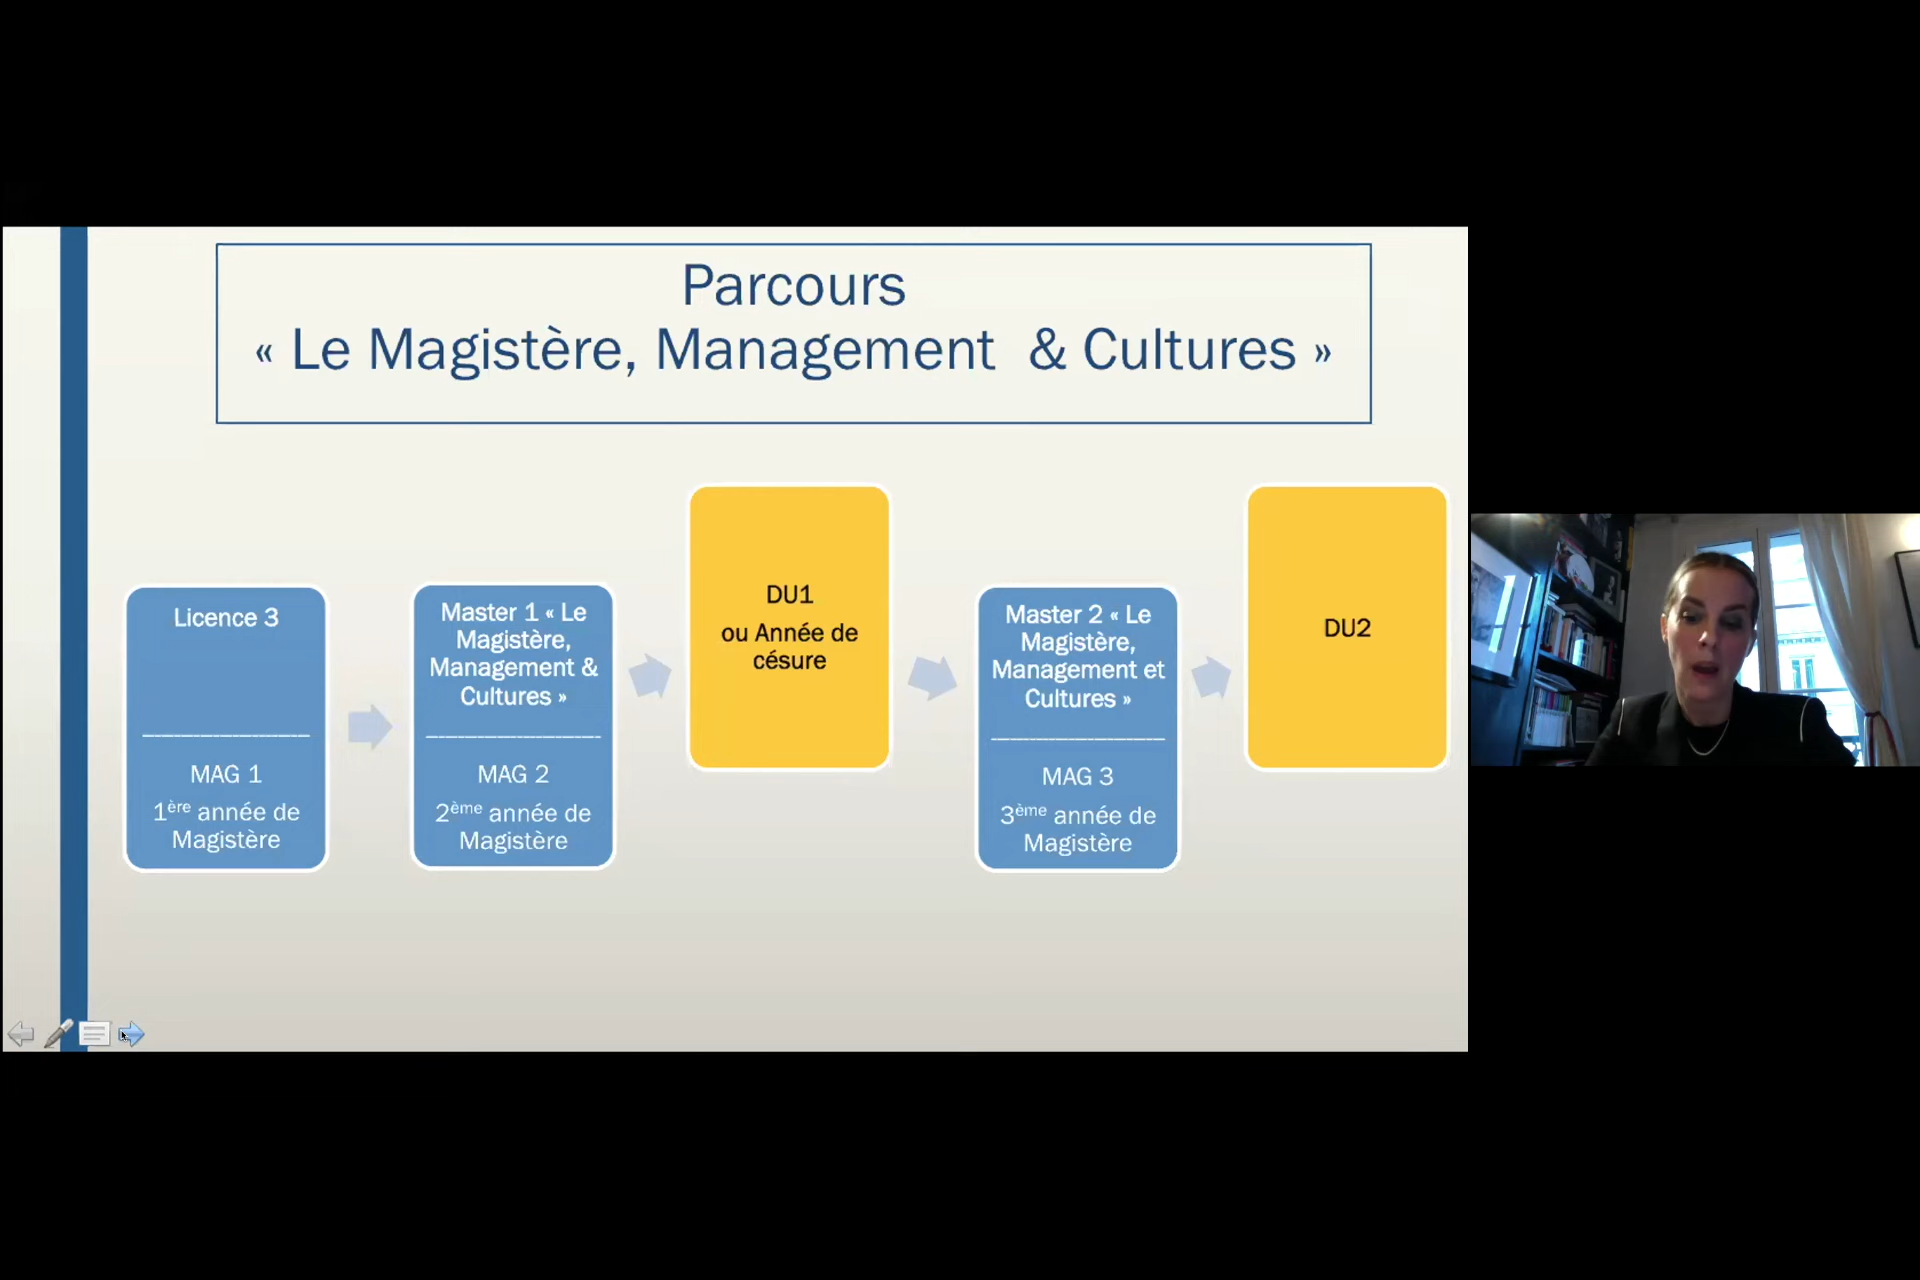 Parcours
« Le Magistère, Management & Cultures »
Licence 3
MAG 1
1ère année de
Magistère
Master 1 « Le
Magistère,
Management &
Cultures »
MAG 2
2ème année de
Magistère
DU1
ou Année de
césure
Master 2 « Le
Magistère,
Management et
Cultures »
MAG 3
3ème année de
Magistère
DU2